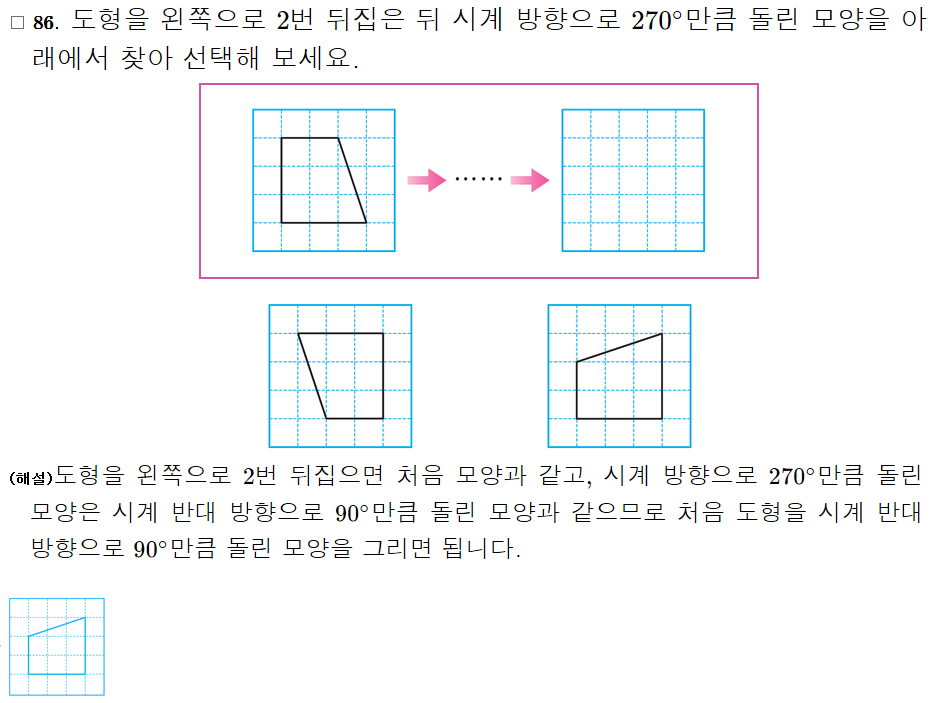 □ 86. 도형을 왼쪽으로 2번 뒤집은 뒤 시계 방향으로 270°만큼 돌린 모양을 아
래에서 찾아 선택해 보세요.
……
(해설)도형을 왼쪽으로 2번 뒤집으면 처음 모양과 같고, 시계 방향으로 270°만큼 돌린
모양은 시계 반대 방향으로 90°만큼 돌린 모양과 같으므로 처음 도형을 시계 반대
방향으로 90°만큼 돌린 모양을 그리면 됩니다.